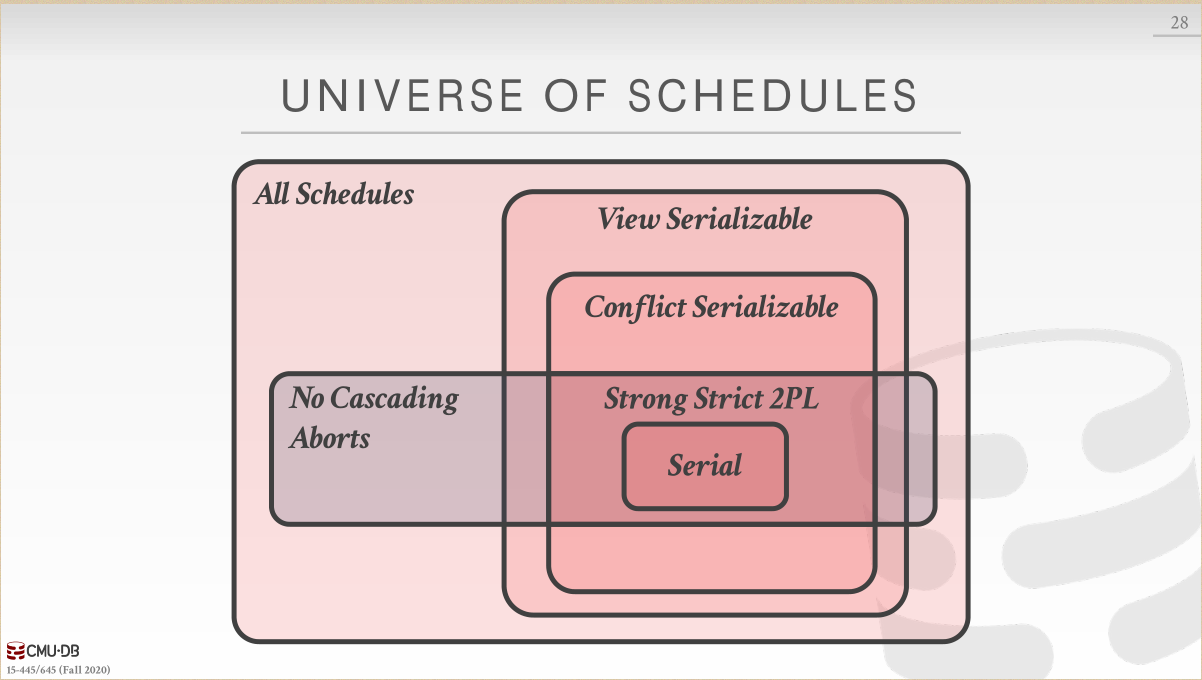 28
UNIVERSE OF SCHEDULES
All Schedules
View Serializable
Conflict Serializable
No Cascading
Aborts
Strong Strict 2PL
Serial
CMU·DB
15-445/645 (Fall 2020)